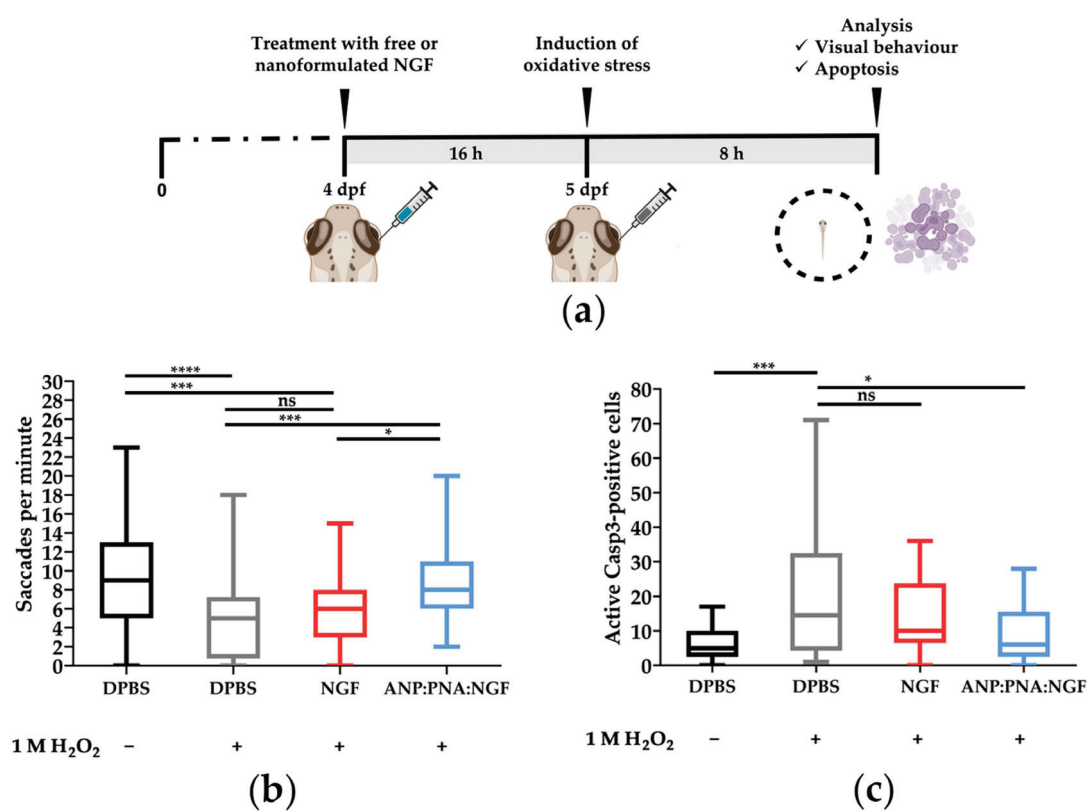 Treatment with free or
nanoformulated NGF
Induction of
oxidative stress
Analysis
✓ Visual behaviour
✓ Apoptosis
16 h
8 h
0
4 dpf
5 dpf
(a)
Saccades per minute
30
28
26
24
22
20
18
16
14
12
10
8
6
4
2
0
****
***
ns
***
*
DPBS
DPBS
NGF
ANP:PNA:NGF
1 M H₂O₂ – + + +
(b)
Active Casp3-positive cells
80
70
60
50
40
30
20
10
0
***
*
ns
DPBS
DPBS
NGF
ANP:PNA:NGF
1 M H₂O₂ – + + +
(c)